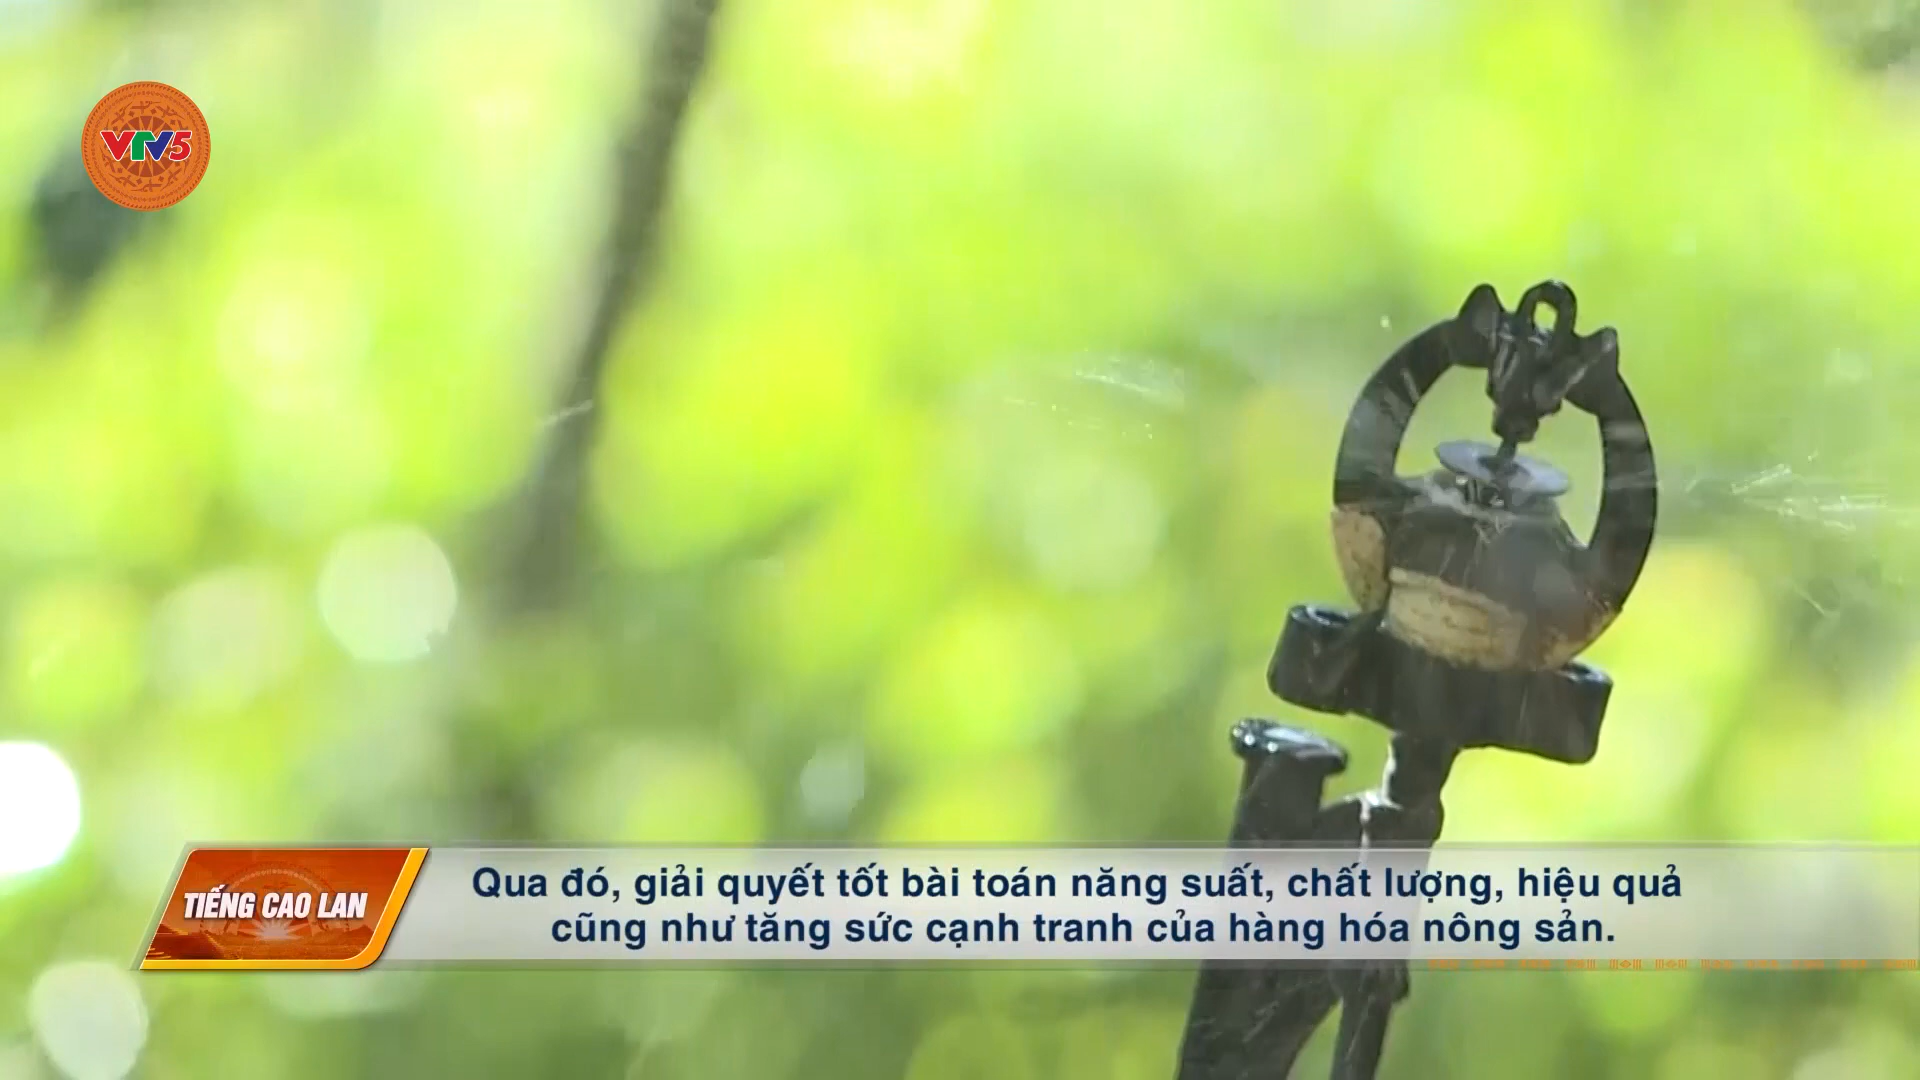 VTV5
TIẾNG CAO LAN
Qua đó, giải quyết tốt bài toán năng suất, chất lượng, hiệu quả
cũng như tăng sức cạnh tranh của hàng hóa nông sản.